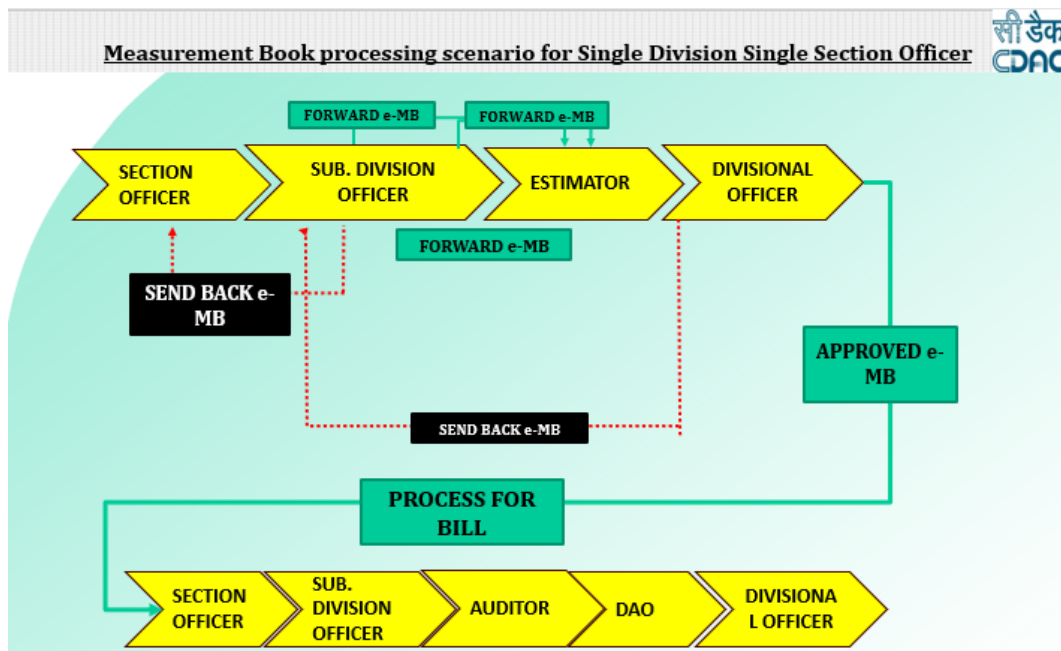 Measurement Book processing scenario for Single Division Single Section Officer
सी डैक
CDAC
FORWARD e-MB
FORWARD e-MB
SECTION
OFFICER
SUB. DIVISION
OFFICER
ESTIMATOR
DIVISIONAL
OFFICER
FORWARD e-MB
SEND BACK e-
MB
APPROVED e-
MB
SEND BACK e-MB
PROCESS FOR
BILL
SECTION
OFFICER
SUB.
DIVISION
OFFICER
AUDITOR
DAO
DIVISIONA
L OFFICER